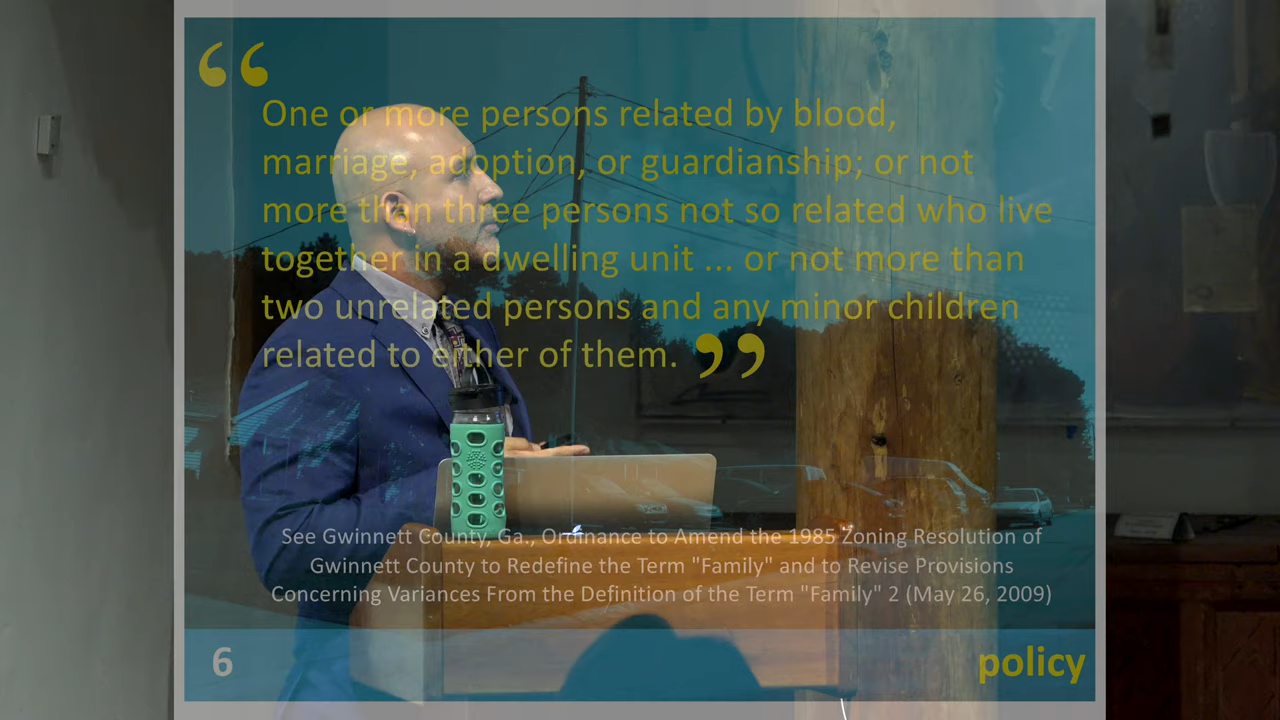 “
One or more persons related by blood,
marriage, adoption, or guardianship; or not
more than three persons not so related who live
together in a dwelling unit ... or not more than
two unrelated persons and any minor children
related to either of them. ”
See Gwinnett County, Ga., Ordinance to Amend the 1985 Zoning Resolution of
Gwinnett County to Redefine the Term "Family" and to Revise Provisions
Concerning Variances From the Definition of the Term "Family" 2 (May 26, 2009)
6 policy